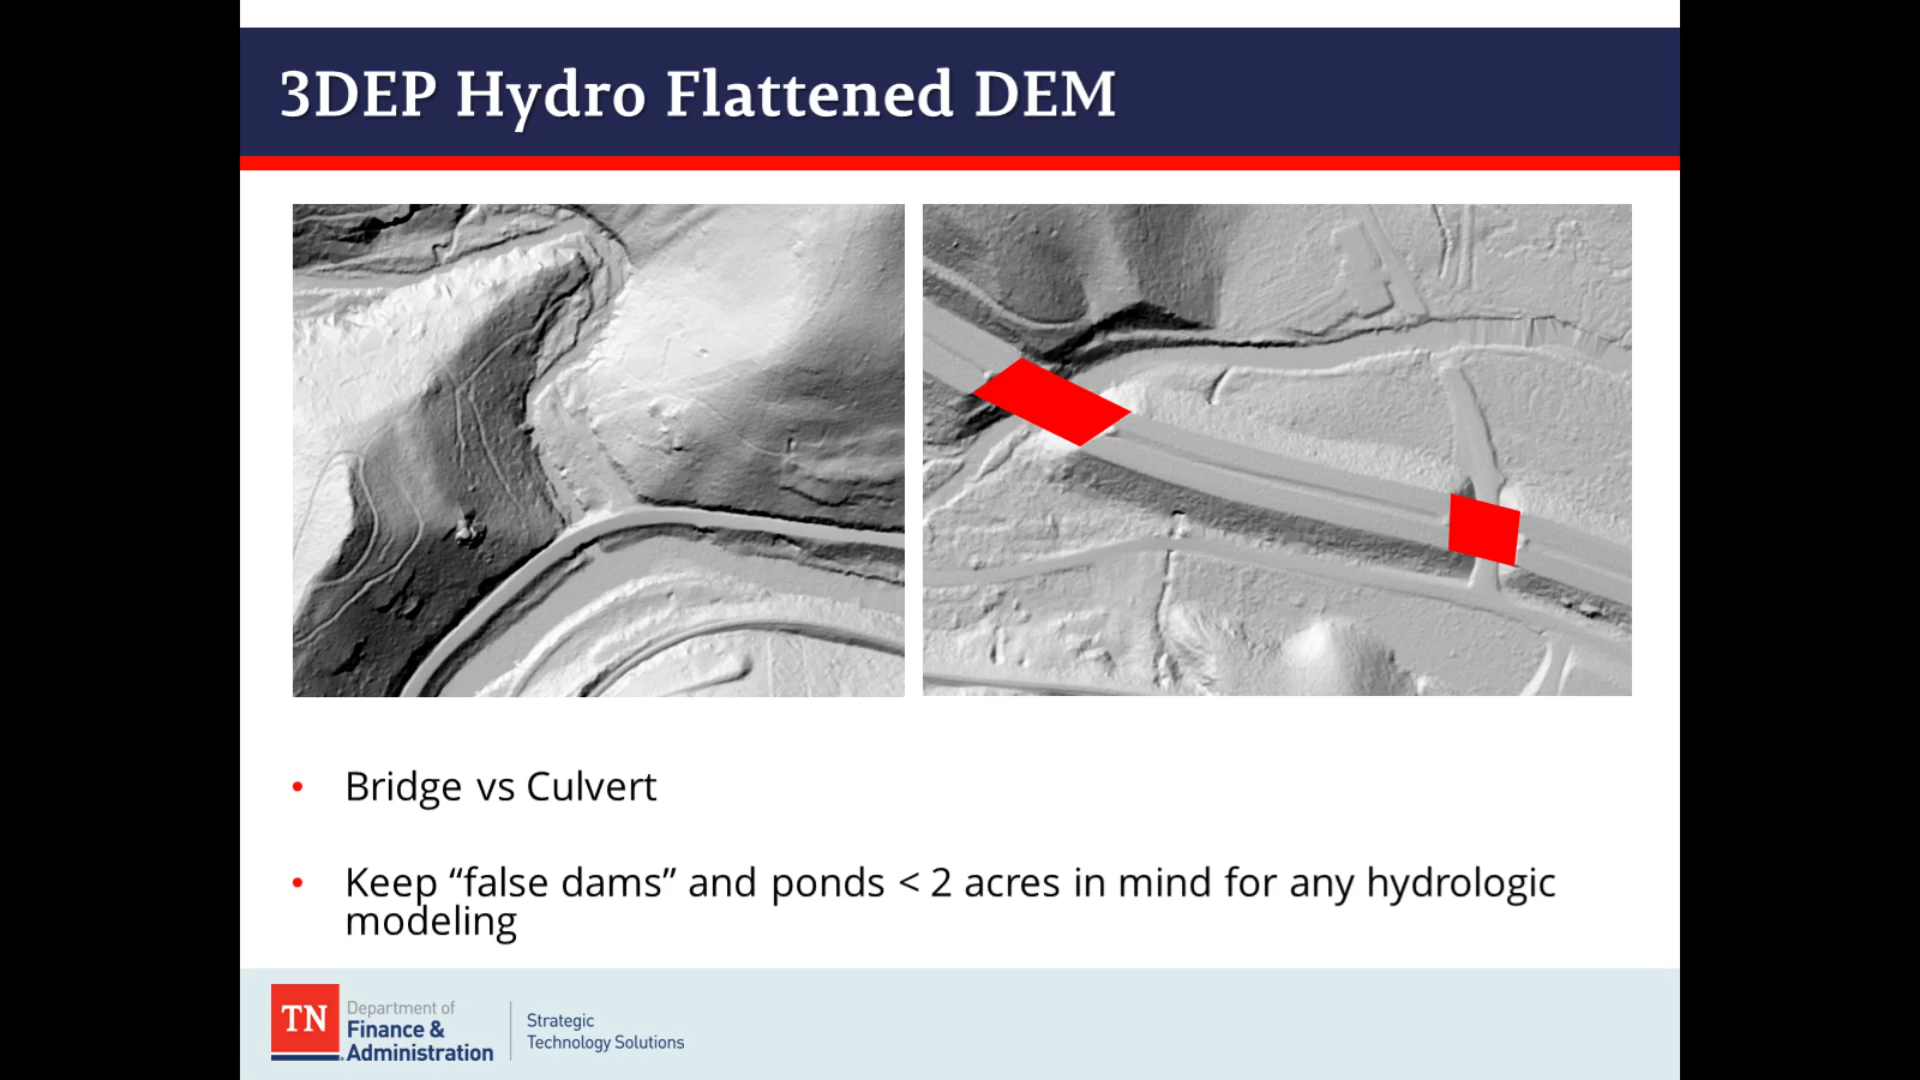 3DEP Hydro Flattened DEM
• Bridge vs Culvert
• Keep “false dams” and ponds < 2 acres in mind for any hydrologic
modeling
TN
Department of
Finance &
Administration
Strategic
Technology Solutions